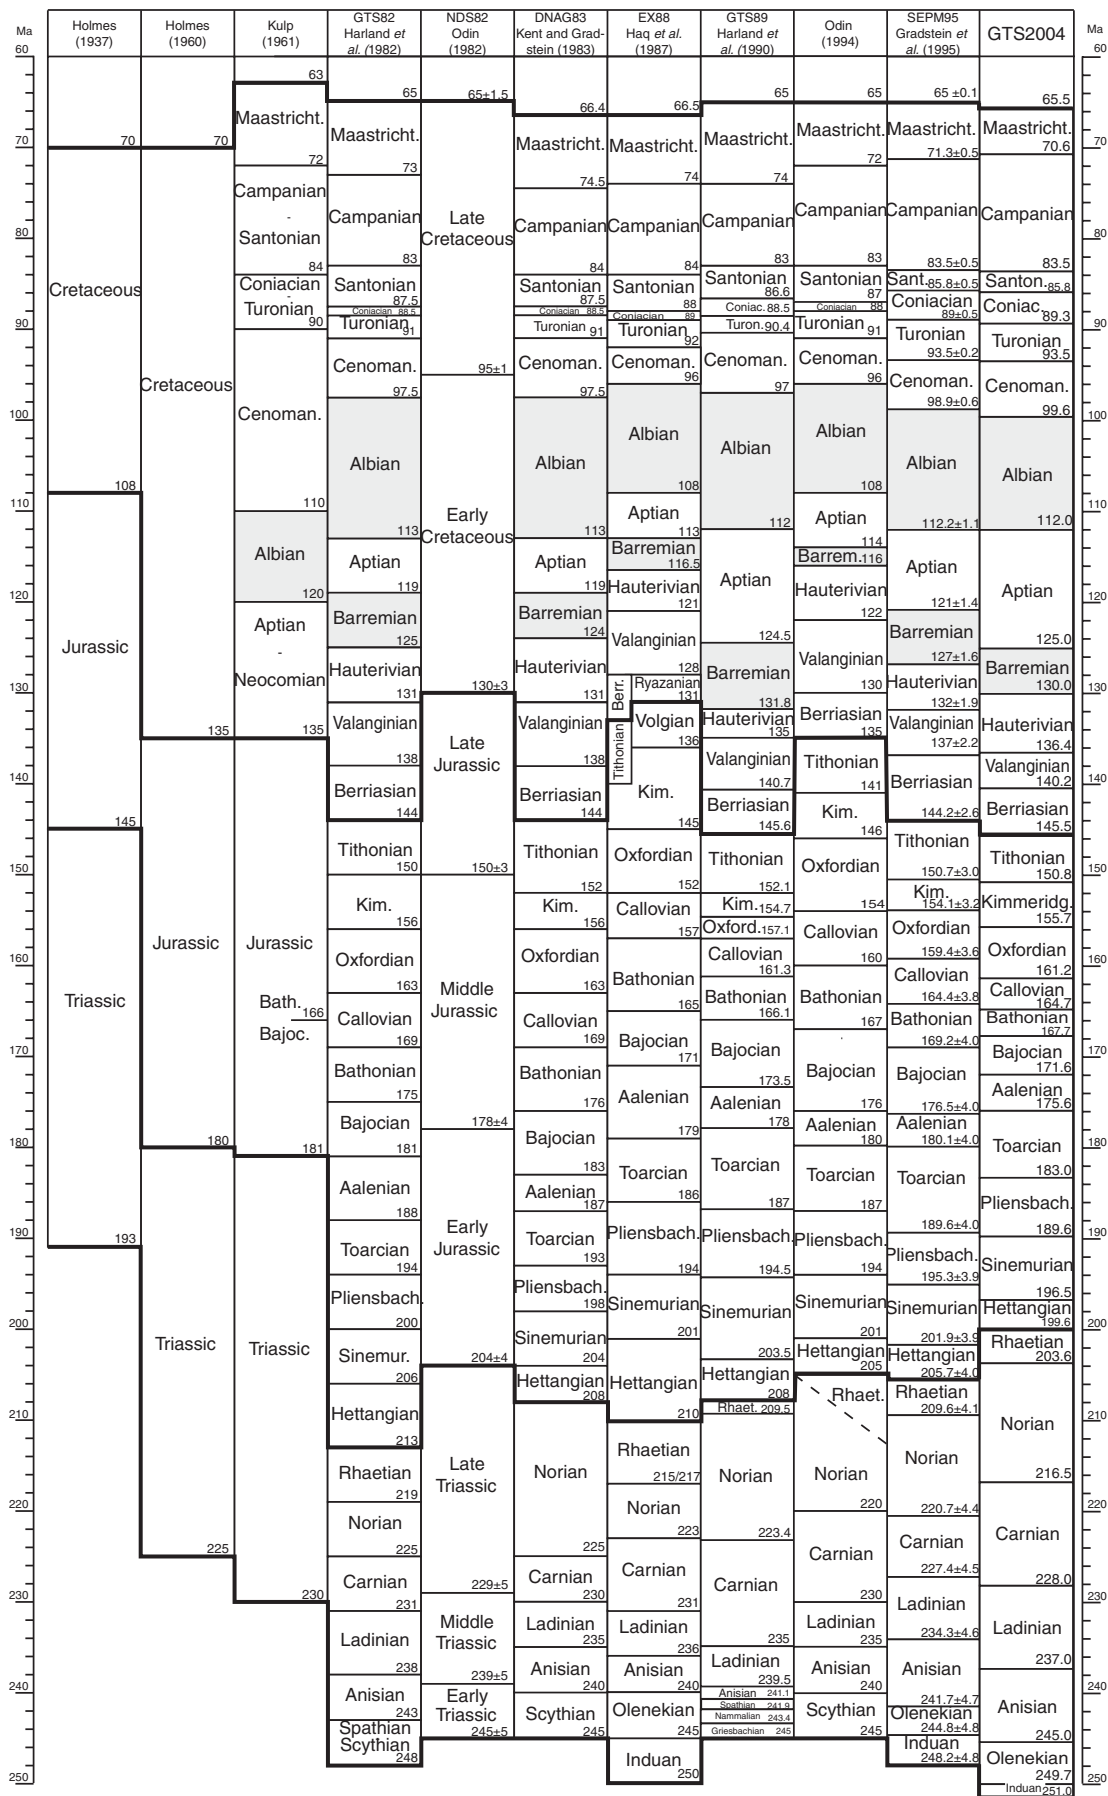 Ma
Holmes
(1937)
Holmes
(1960)
Kulp
(1961)
GTS82
Harland et
al. (1982)
NDS82
Odin
(1982)
DNAG83
Kent and Grad-
stein (1983)
EX88
Haq et al.
(1987)
GTS89
Harland et
al. (1990)
Odin
(1994)
SEPM95
Gradstein et
al. (1995)
GTS2004
Ma
60
70
80
90
100
110
120
130
140
150
160
170
180
190
200
210
220
230
240
250
70
Cretaceous
108
Jurassic
145
Triassic
193
70
Cretaceous
135
Jurassic
180
Triassic
225
63
Maastricht.
72
Campanian
-
Santonian
84
Coniacian
-
Turonian
90
Cenoman.
110
Albian
120
Aptian
-
Neocomian
135
Jurassic
Bath.
166
Bajoc.
181
Triassic
230
65
Maastricht.
73
Campanian
83
Santonian
87.5
Coniacian 88.5
Turonian
91
Cenoman.
97.5
Albian
113
Aptian
119
Barremian
125
Hauterivian
131
Valanginian
138
Berriasian
144
Tithonian
150
Kim.
156
Oxfordian
163
Callovian
169
Bathonian
175
Bajocian
181
Aalenian
188
Toarcian
194
Pliensbach.
200
Sinemur.
206
Hettangian
213
Rhaetian
219
Norian
225
Carnian
231
Ladinian
238
Anisian
243
Spathian
Scythian
248
65±1.5
Late
Cretaceous
95±1
Early
Cretaceous
130±3
Late
Jurassic
150±3
Middle
Jurassic
178±4
Early
Jurassic
204±4
Late
Triassic
229±5
Middle
Triassic
239±5
Early
Triassic
245±5
66.4
Maastricht.
74.5
Campanian
84
Santonian
87.5
Coniacian 88.5
Turonian 91
Cenoman.
97.5
Albian
113
Aptian
119
Barremian
124
Hauterivian
131
Valanginian
138
Berriasian
144
Tithonian
152
Kim.
156
Oxfordian
163
Callovian
169
Bathonian
176
Bajocian
183
Aalenian
187
Toarcian
193
Pliensbach.
198
Sinemurian
204
Hettangian
208
Norian
225
Carnian
230
Ladinian
235
Anisian
240
Scythian
245
66.5
Maastricht.
74
Campanian
84
Santonian
88
Coniacian 89
Turonian
92
Cenoman.
96
Albian
108
Aptian
113
Barremian
116.5
Hauterivian
121
Valanginian
128
Berr.
Ryazanian
131
Tithonian
Volgian
136
Kim.
145
Oxfordian
152
Callovian
157
Bathonian
165
Bajocian
171
Aalenian
179
Toarcian
186
Pliensbach.
194
Sinemurian
201
Hettangian
210
Rhaetian
215/217
Norian
223
Carnian
231
Ladinian
236
Anisian
240
Olenekian
245
Induan
250
65
Maastricht.
74
Campanian
83
Santonian
86.6
Coniac. 88.5
Turon. 90.4
Cenoman.
97
Albian
112
Aptian
124.5
Barremian
131.8
Hauterivian
135
Valanginian
140.7
Berriasian
145.6
Tithonian
152.1
Kim. 154.7
Oxford. 157.1
Callovian
161.3
Bathonian
166.1
Bajocian
173.5
Aalenian
178
Toarcian
187
Pliensbach.
194.5
Sinemurian
203.5
Hettangian
208
Rhaet. 209.5
Norian
223.4
Carnian
235
Ladinian
239.5
Anisian 241.1
Spathian 241.9
Nammalian 243.4
Griesbachian 245
65
Maastricht.
72
Campanian
83
Santonian
87
Coniacian 88
Turonian 91
Cenoman.
96
Albian
108
Aptian
114
Barrem. 116
Hauterivian
122
Valanginian
130
Berriasian
135
Tithonian
141
Kim.
146
Oxfordian
154
Callovian
160
Bathonian
167
Bajocian
176
Aalenian
180
Toarcian
187
Pliensbach.
194
Sinemurian
201
Hettangian
205
Rhaet.
Norian
220
Carnian
230
Ladinian
235
Anisian
240
Scythian
245
65 ±0.1
Maastricht.
71.3±0.5
Campanian
83.5±0.5
Sant. 85.8±0.5
Coniacian
89±0.5
Turonian
93.5±0.2
Cenoman.
98.9±0.6
Albian
112.2±1.1
Aptian
121±1.4
Barremian
127±1.6
Hauterivian
132±1.9
Valanginian
137±2.2
Berriasian
144.2±2.6
Tithonian
150.7±3.0
Kim.
154.1±3.2
Oxfordian
159.4±3.6
Callovian
164.4±3.8
Bathonian
169.2±4.0
Bajocian
176.5±4.0
Aalenian
180.1±4.0
Toarcian
189.6±4.0
Pliensbach.
195.3±3.9
Sinemurian
201.9±3.9
Hettangian
205.7±4.0
Rhaetian
209.6±4.1
Norian
220.7±4.4
Carnian
227.4±4.5
Ladinian
234.3±4.6
Anisian
241.7±4.7
Olenekian
244.8±4.8
Induan
248.2±4.8
65.5
Maastricht.
70.6
Campanian
83.5
Santon. 85.8
Coniac.
89.3
Turonian
93.5
Cenoman.
99.6
Albian
112.0
Aptian
125.0
Barremian
130.0
Hauterivian
136.4
Valanginian
140.2
Berriasian
145.5
Tithonian
150.8
Kimmeridg.
155.7
Oxfordian
161.2
Callovian
164.7
Bathonian
167.7
Bajocian
171.6
Aalenian
175.6
Toarcian
183.0
Pliensbach.
189.6
Sinemurian
196.5
Hettangian
199.6
Rhaetian
203.6
Norian
216.5
Carnian
228.0
Ladinian
237.0
Anisian
245.0
Olenekian
249.7
Induan 251.0
60
70
80
90
100
110
120
130
140
150
160
170
180
190
200
210
220
230
240
250